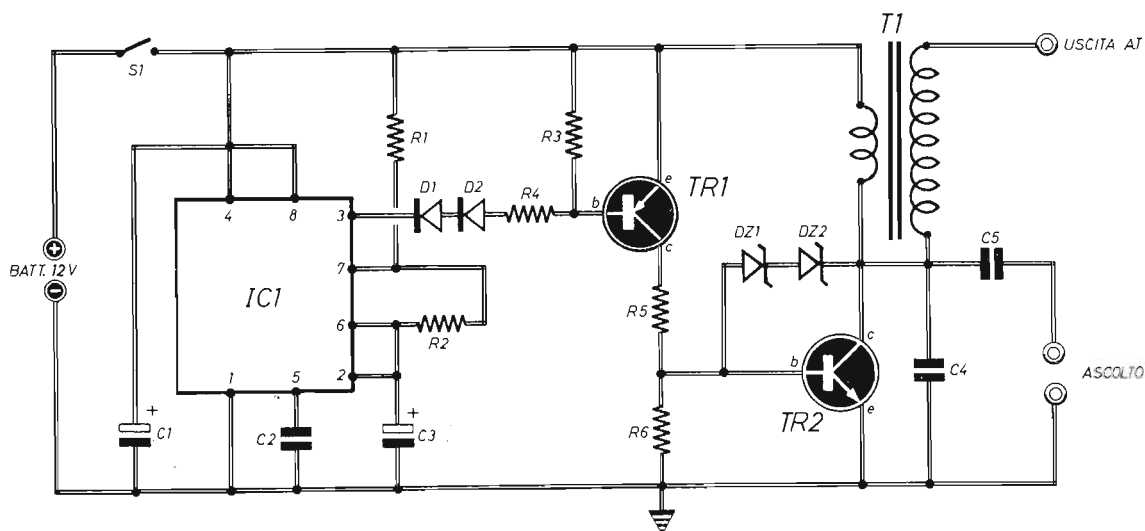 S1
T1
USCITA AT
R1
R3
D1
D2
R4
b
e
TR1
c
4
8
3
7
6
2
1
5
IC1
BATT. 12V
+
−
R2
R5
R6
DZ1
DZ2
C5
b
c
e
TR2
C4
ASCOLTO
+
C1
C2
+
C3